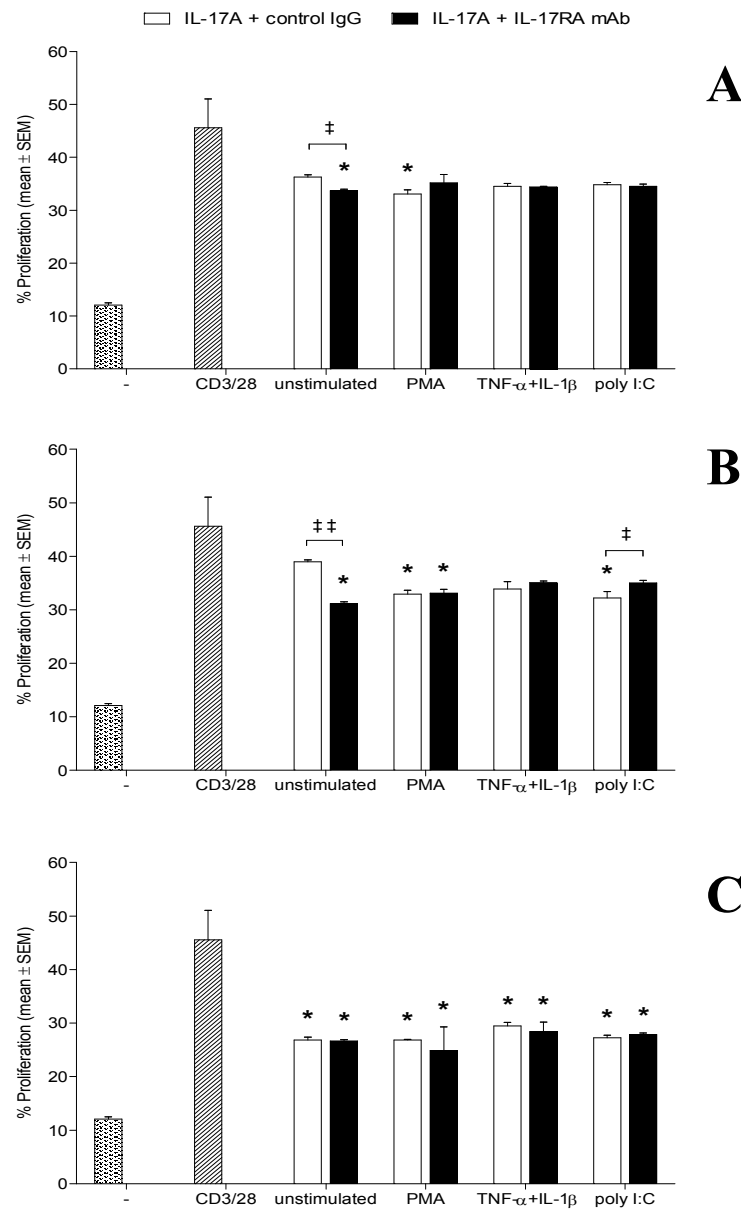 IL-17A + control IgG IL-17A + IL-17RA mAb
A
60
50
40
30
20
10
0
% Proliferation (mean ± SEM)
‡
* *
- CD3/28 unstimulated PMA TNF-α+IL-1β poly I:C
B
60
50
40
30
20
10
0
% Proliferation (mean ± SEM)
‡ ‡ ‡
* * * *
- CD3/28 unstimulated PMA TNF-α+IL-1β poly I:C
C
60
50
40
30
20
10
0
% Proliferation (mean ± SEM)
* * * * * * * *
- CD3/28 unstimulated PMA TNF-α+IL-1β poly I:C